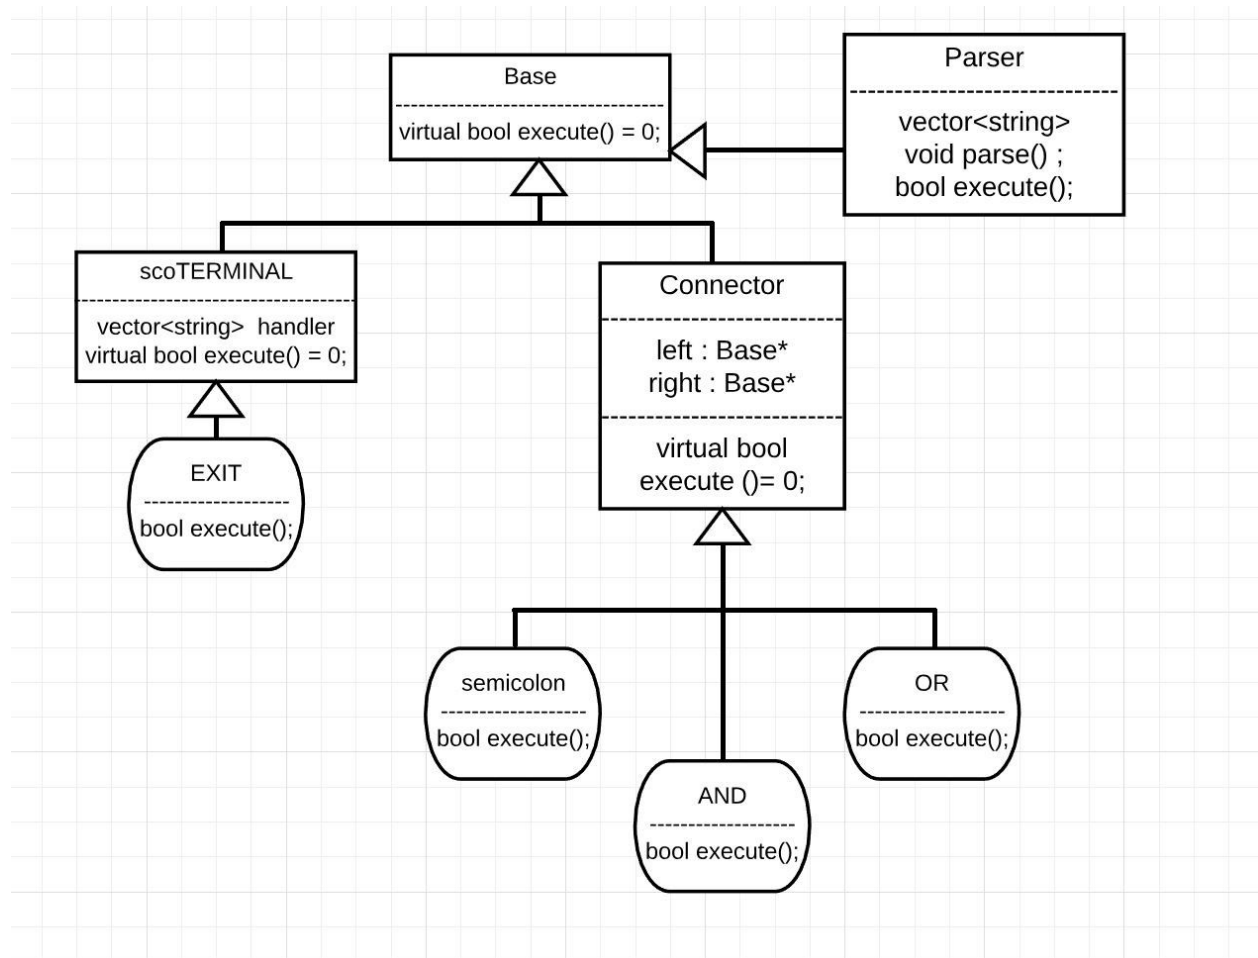 Base
virtual bool execute() = 0;
Parser
vector<string>
void parse() ;
bool execute();
scoTERMINAL
vector<string>  handler
virtual bool execute() = 0;
Connector
left : Base*
right : Base*
virtual bool
execute ()= 0;
EXIT
bool execute();
semicolon
bool execute();
OR
bool execute();
AND
bool execute();